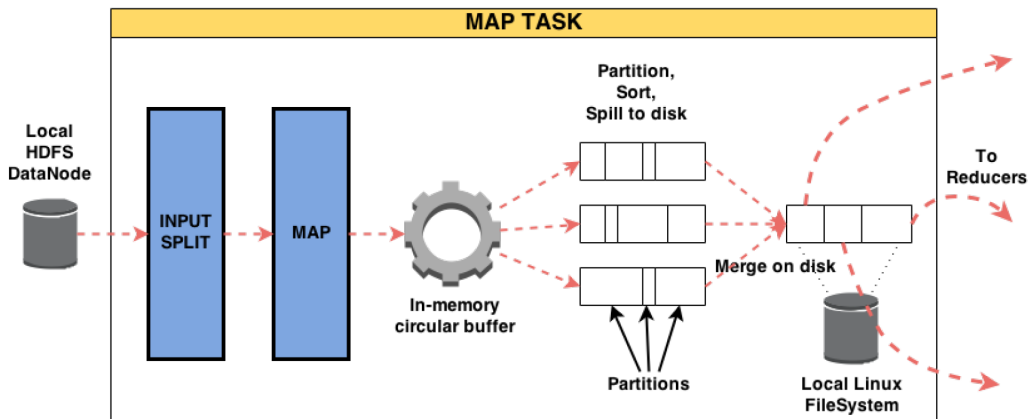 MAP TASK
Partition,
Sort,
Spill to disk
Local
HDFS
DataNode
INPUT
SPLIT
MAP
In-memory
circular buffer
Partitions
Merge on disk
Local Linux
FileSystem
To
Reducers